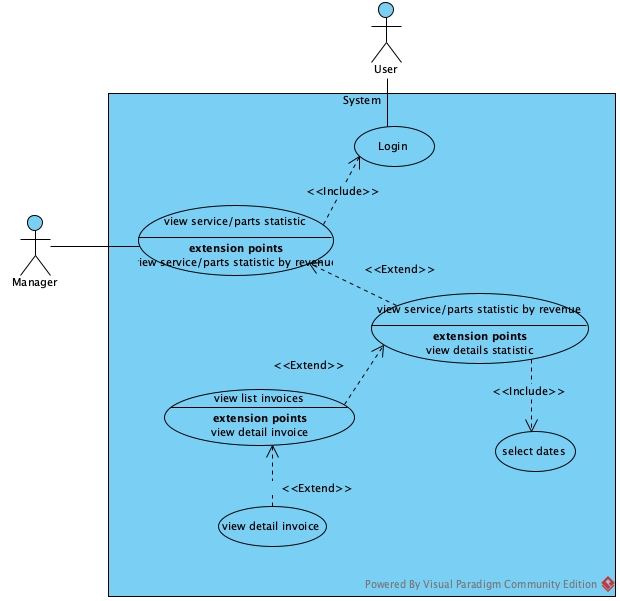 User
System
Login
<<Include>>
view service/parts statistic
extension points
view service/parts statistic by revenue
Manager
<<Extend>>
view service/parts statistic by revenue
extension points
view details statistic
<<Extend>>
<<Include>>
view list invoices
extension points
view detail invoice
select dates
<<Extend>>
view detail invoice
Powered By Visual Paradigm Community Edition